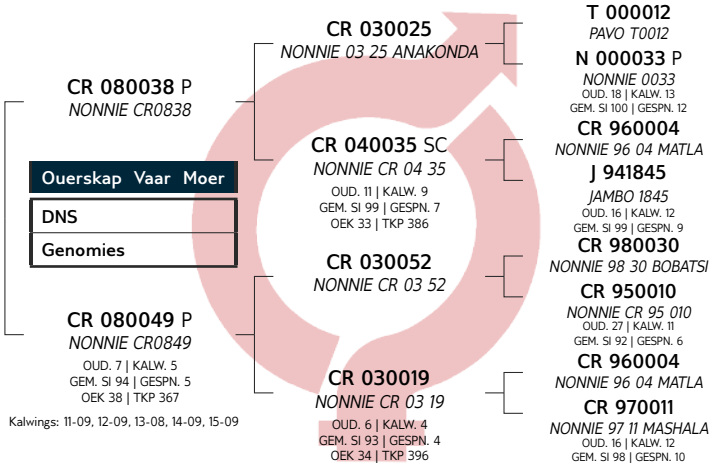 CR 080038 P
NONNIE CR0838
Ouerskap Vaar Moer
DNS
Genomies
CR 080049 P
NONNIE CR0849
OUD. 7 | KALW. 5
GEM. SI 94 | GESPN. 5
OEK 38 | TKP 367
Kalwings: 11-09, 12-09, 13-08, 14-09, 15-09
CR 030025
NONNIE 03 25 ANAKONDA
CR 040035 SC
NONNIE CR 04 35
OUD. 11 | KALW. 9
GEM. SI 99 | GESPN. 7
OEK 33 | TKP 386
CR 030052
NONNIE CR 03 52
CR 030019
NONNIE CR 03 19
OUD. 6 | KALW. 4
GEM. SI 93 | GESPN. 4
OEK 34 | TKP 396
T 000012
PAVO T0012
N 000033 P
NONNIE 0033
OUD. 18 | KALW. 13
GEM. SI 100 | GESPN. 12
CR 960004
NONNIE 96 04 MATLA
J 941845
JAMBO 1845
OUD. 16 | KALW. 12
GEM. SI 99 | GESPN. 9
CR 980030
NONNIE 98 30 BOBATSI
CR 950010
NONNIE CR 95 010
OUD. 27 | KALW. 11
GEM. SI 92 | GESPN. 6
CR 960004
NONNIE 96 04 MATLA
CR 970011
NONNIE 97 11 MASHALA
OUD. 16 | KALW. 12
GEM. SI 98 | GESPN. 10